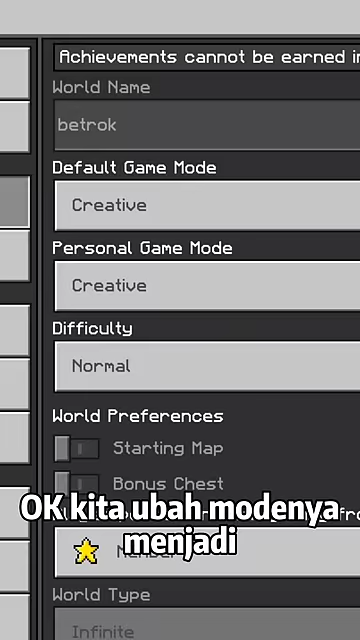 Achievements cannot be earned in
World Name
betrok
Default Game Mode
Creative
Personal Game Mode
Creative
Difficulty
Normal
World Preferences
Starting Map
Bonus Chest
OK kita ubah modenya
menjadi
World Type
Infinite